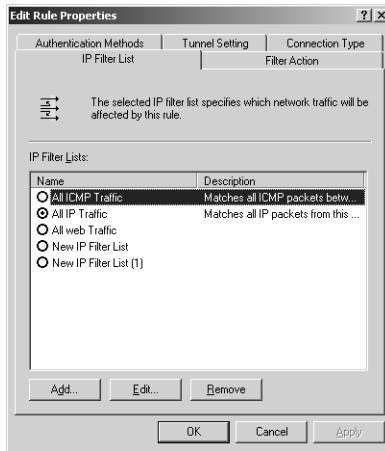 Edit Rule Properties
Authentication Methods Tunnel Setting Connection Type
IP Filter List Filter Action
The selected IP filter list specifies which network traffic will be
affected by this rule.
IP Filter Lists:
Name Description
All ICMP Traffic Matches all ICMP packets betw...
All IP Traffic Matches all IP packets from this ...
All web Traffic
New IP Filter List
New IP Filter List (1)
Add... Edit... Remove
OK Cancel Apply